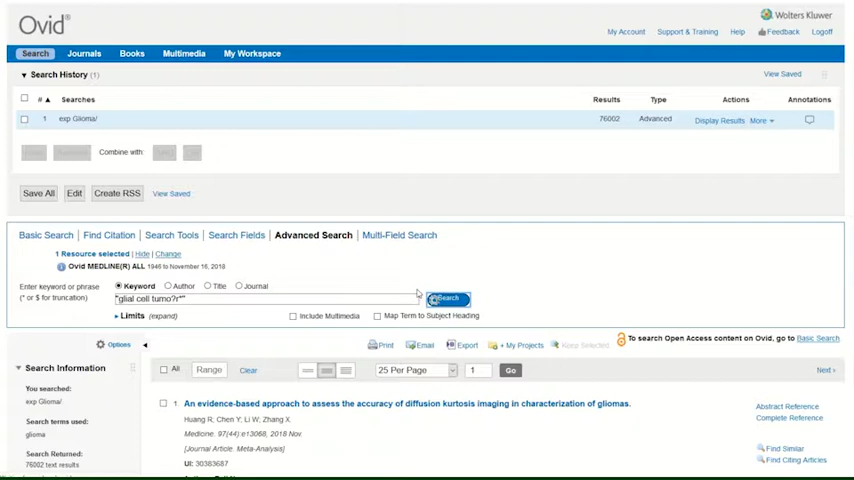 Ovid®
Wolters Kluwer
My Account Support & Training Help Feedback Logoff
Search Journals Books Multimedia My Workspace
▼ Search History (1) View Saved
# ▲ Searches Results Type Actions Annotations
1 exp Glioma/ 76002 Advanced Display Results More ▾
Combine with:
Save All Edit Create RSS View Saved
Basic Search | Find Citation | Search Tools | Search Fields | Advanced Search | Multi-Field Search
1 Resource selected | Hide | Change
Ovid MEDLINE(R) ALL 1946 to November 16, 2018
Enter keyword or phrase Keyword Author Title Journal
(* or $ for truncation) "glial cell tumo?r*" Search
▸ Limits (expand) Include Multimedia Map Term to Subject Heading
Options Print Email Export + My Projects Keep Selected To search Open Access content on Ovid, go to Basic Search
▼ Search Information All Range Clear 25 Per Page 1 Go Next ›
You searched:
exp Glioma/
Search terms used:
glioma
Search Returned:
76002 text results
1. An evidence-based approach to assess the accuracy of diffusion kurtosis imaging in characterization of gliomas.
Huang R; Chen Y; Li W; Zhang X.
Medicine. 97(44):e13068, 2018 Nov.
[Journal Article. Meta-Analysis]
UI: 30383687
Abstract Reference
Complete Reference
Find Similar
Find Citing Articles